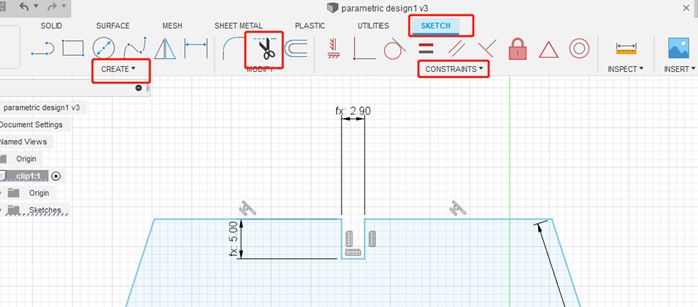 parametric design1 v3
SOLID SURFACE MESH SHEET METAL PLASTIC UTILITIES SKETCH
CREATE MODIFY CONSTRAINTS INSPECT INSERT
parametric design1 v3
Document Settings
Named Views
Origin
clip1:1
Origin
Sketches
fx: 2.90
fx: 5.00